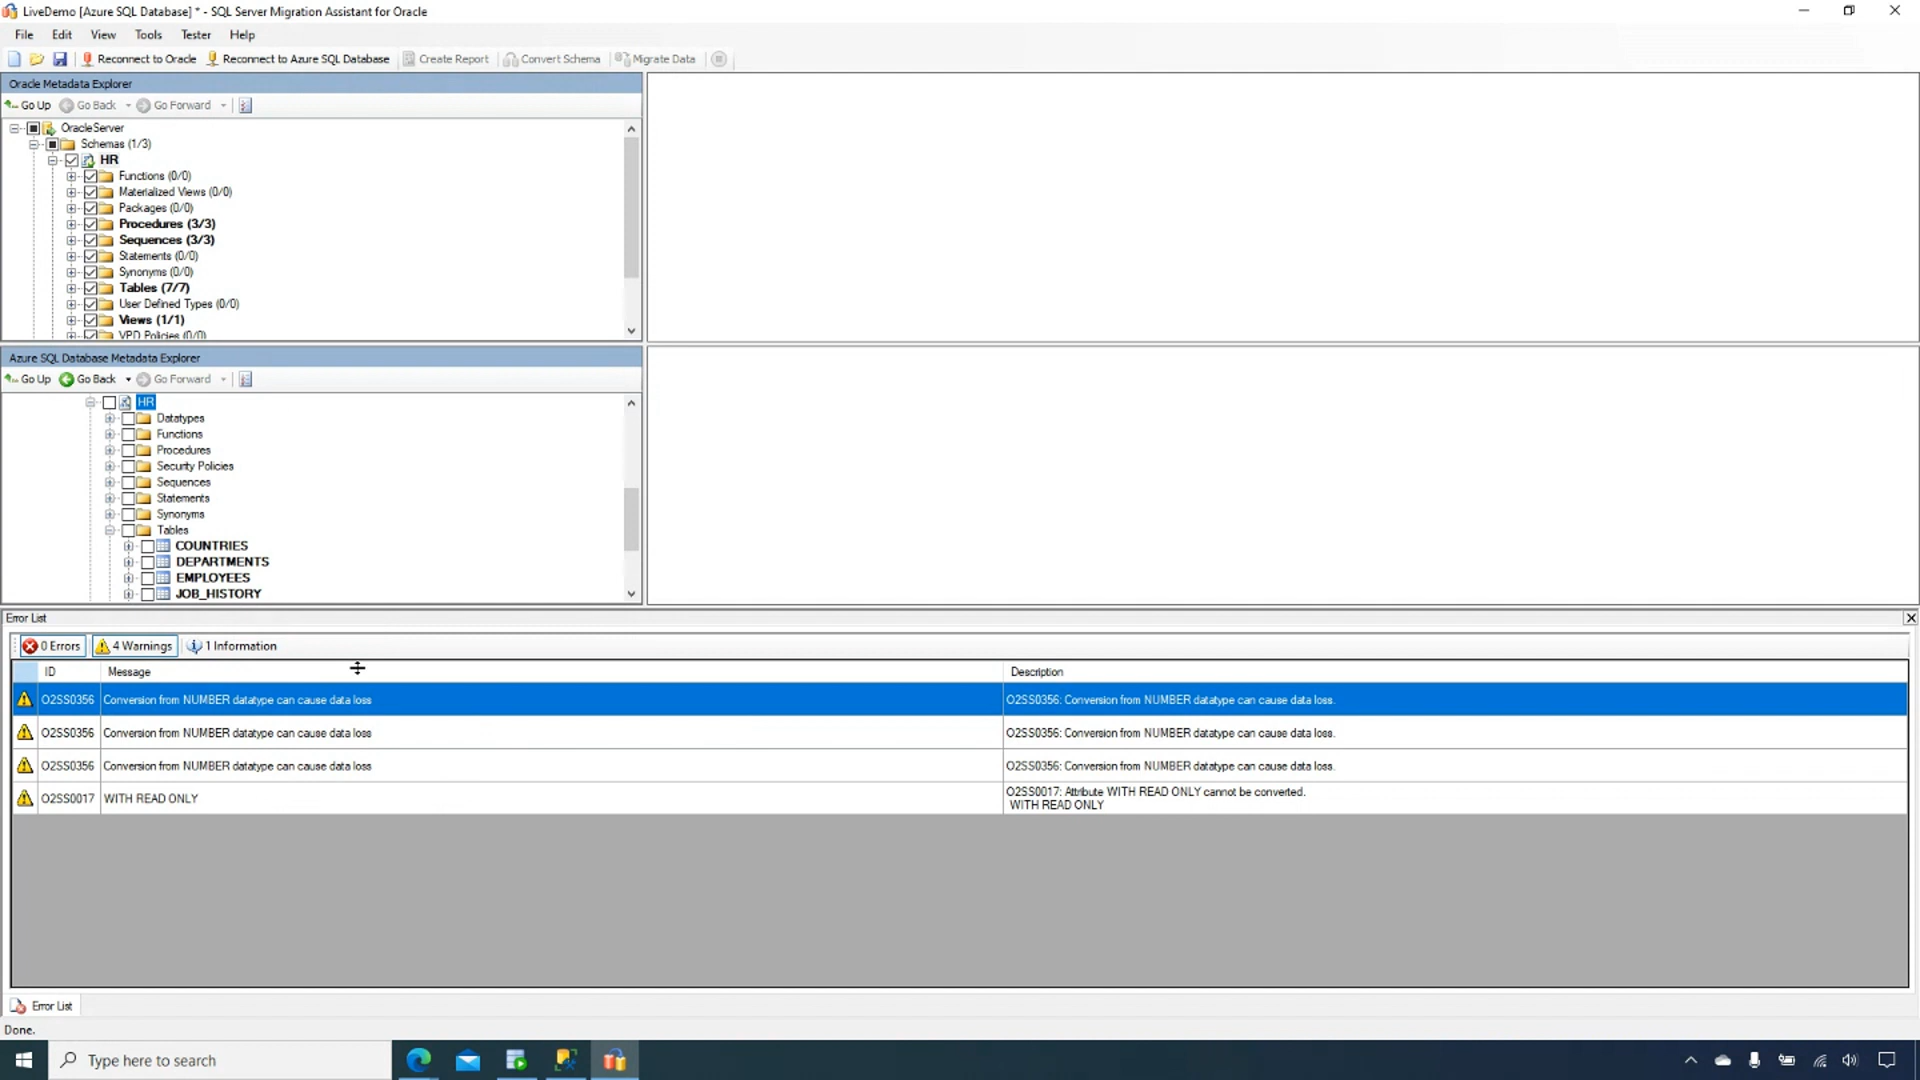 LiveDemo [Azure SQL Database] * - SQL Server Migration Assistant for Oracle
File Edit View Tools Tester Help
Reconnect to Oracle Reconnect to Azure SQL Database Create Report Convert Schema Migrate Data
Oracle Metadata Explorer
Go Up Go Back Go Forward
OracleServer
Schemas (1/3)
HR
Functions (0/0)
Materialized Views (0/0)
Packages (0/0)
Procedures (3/3)
Sequences (3/3)
Statements (0/0)
Synonyms (0/0)
Tables (7/7)
User Defined Types (0/0)
Views (1/1)
VPD Policies (0/0)
Azure SQL Database Metadata Explorer
Go Up Go Back Go Forward
HR
Datatypes
Functions
Procedures
Security Policies
Sequences
Statements
Synonyms
Tables
COUNTRIES
DEPARTMENTS
EMPLOYEES
JOB_HISTORY
Error List
0 Errors 4 Warnings 1 Information
ID Message Description
O2SS0356 Conversion from NUMBER datatype can cause data loss O2SS0356: Conversion from NUMBER datatype can cause data loss.
O2SS0356 Conversion from NUMBER datatype can cause data loss O2SS0356: Conversion from NUMBER datatype can cause data loss.
O2SS0356 Conversion from NUMBER datatype can cause data loss O2SS0356: Conversion from NUMBER datatype can cause data loss.
O2SS0017 WITH READ ONLY O2SS0017: Attribute WITH READ ONLY cannot be converted.
WITH READ ONLY
Error List
Done.
Type here to search